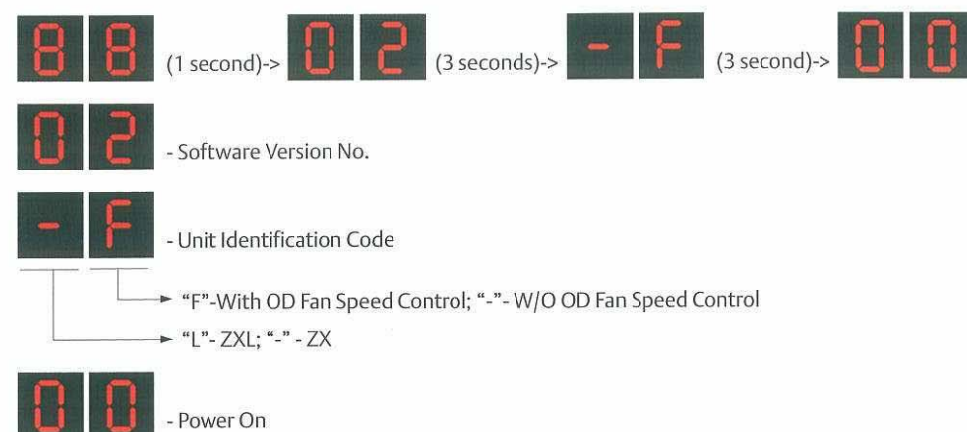 88 (1 second)-> 02 (3 seconds)-> -F (3 second)-> 00
02 - Software Version No.
-F - Unit Identification Code
“F”-With OD Fan Speed Control; “-”- W/O OD Fan Speed Control
“L”- ZXL; “-” - ZX
00 - Power On